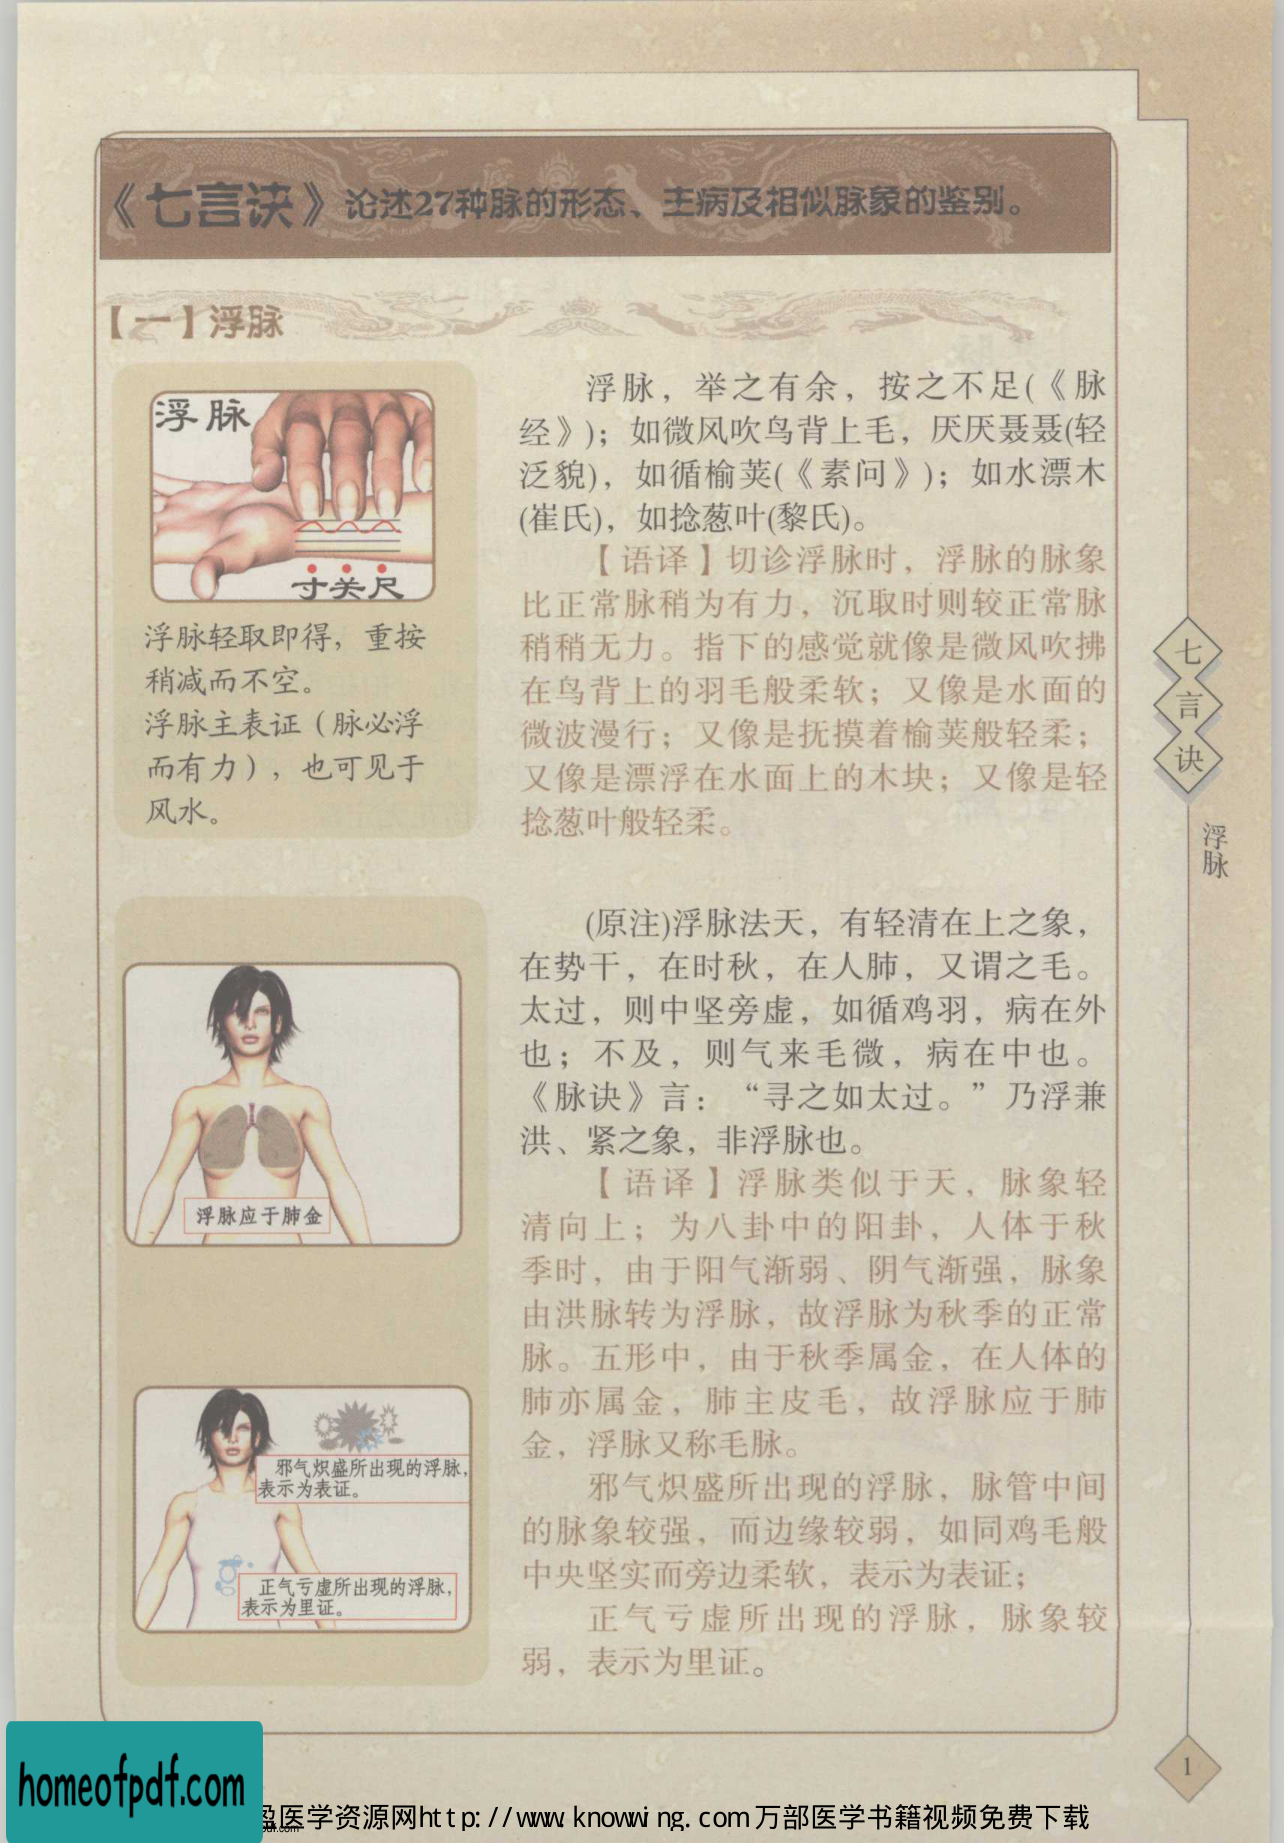 《七言诀》论述27种脉的形态、主病及相似脉象的鉴别。
【一】浮脉
浮脉
寸关尺
浮脉轻取即得，重按
稍减而不空。
浮脉主表证（脉必浮
而有力），也可见于
风水。
浮脉，举之有余，按之不足(《脉
经》)；如微风吹鸟背上毛，厌厌聂聂(轻
泛貌)，如循榆荚(《素问》)；如水漂木
(崔氏)，如捻葱叶(黎氏)。
【语译】切诊浮脉时，浮脉的脉象
比正常脉稍为有力，沉取时则较正常脉
稍稍无力。指下的感觉就像是微风吹拂
在鸟背上的羽毛般柔软；又像是水面的
微波漫行；又像是抚摸着榆荚般轻柔；
又像是漂浮在水面上的木块；又像是轻
捻葱叶般轻柔。
浮脉应于肺金
邪气炽盛所出现的浮脉，
表示为表证。
正气亏虚所出现的浮脉，
表示为里证。
(原注)浮脉法天，有轻清在上之象，
在势干，在时秋，在人肺，又谓之毛。
太过，则中坚旁虚，如循鸡羽，病在外
也；不及，则气来毛微，病在中也。
《脉诀》言：“寻之如太过。”乃浮兼
洪、紧之象，非浮脉也。
【语译】浮脉类似于天，脉象轻
清向上；为八卦中的阳卦，人体于秋
季时，由于阳气渐弱、阴气渐强，脉象
由洪脉转为浮脉，故浮脉为秋季的正常
脉。五形中，由于秋季属金，在人体的
肺亦属金，肺主皮毛，故浮脉应于肺
金，浮脉又称毛脉。
邪气炽盛所出现的浮脉，脉管中间
的脉象较强，而边缘较弱，如同鸡毛般
中央坚实而旁边柔软，表示为表证；
正气亏虚所出现的浮脉，脉象较
弱，表示为里证。
七
言
诀
浮脉
1
homeofpdf.com
盈医学资源网http://www.knowwing.com万部医学书籍视频免费下载